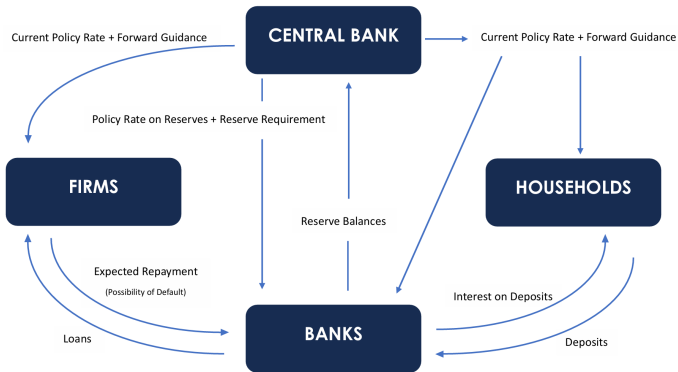 CENTRAL BANK
Current Policy Rate + Forward Guidance
Current Policy Rate + Forward Guidance
Policy Rate on Reserves + Reserve Requirement
FIRMS
HOUSEHOLDS
Reserve Balances
Expected Repayment
(Possibility of Default)
Interest on Deposits
BANKS
Loans
Deposits